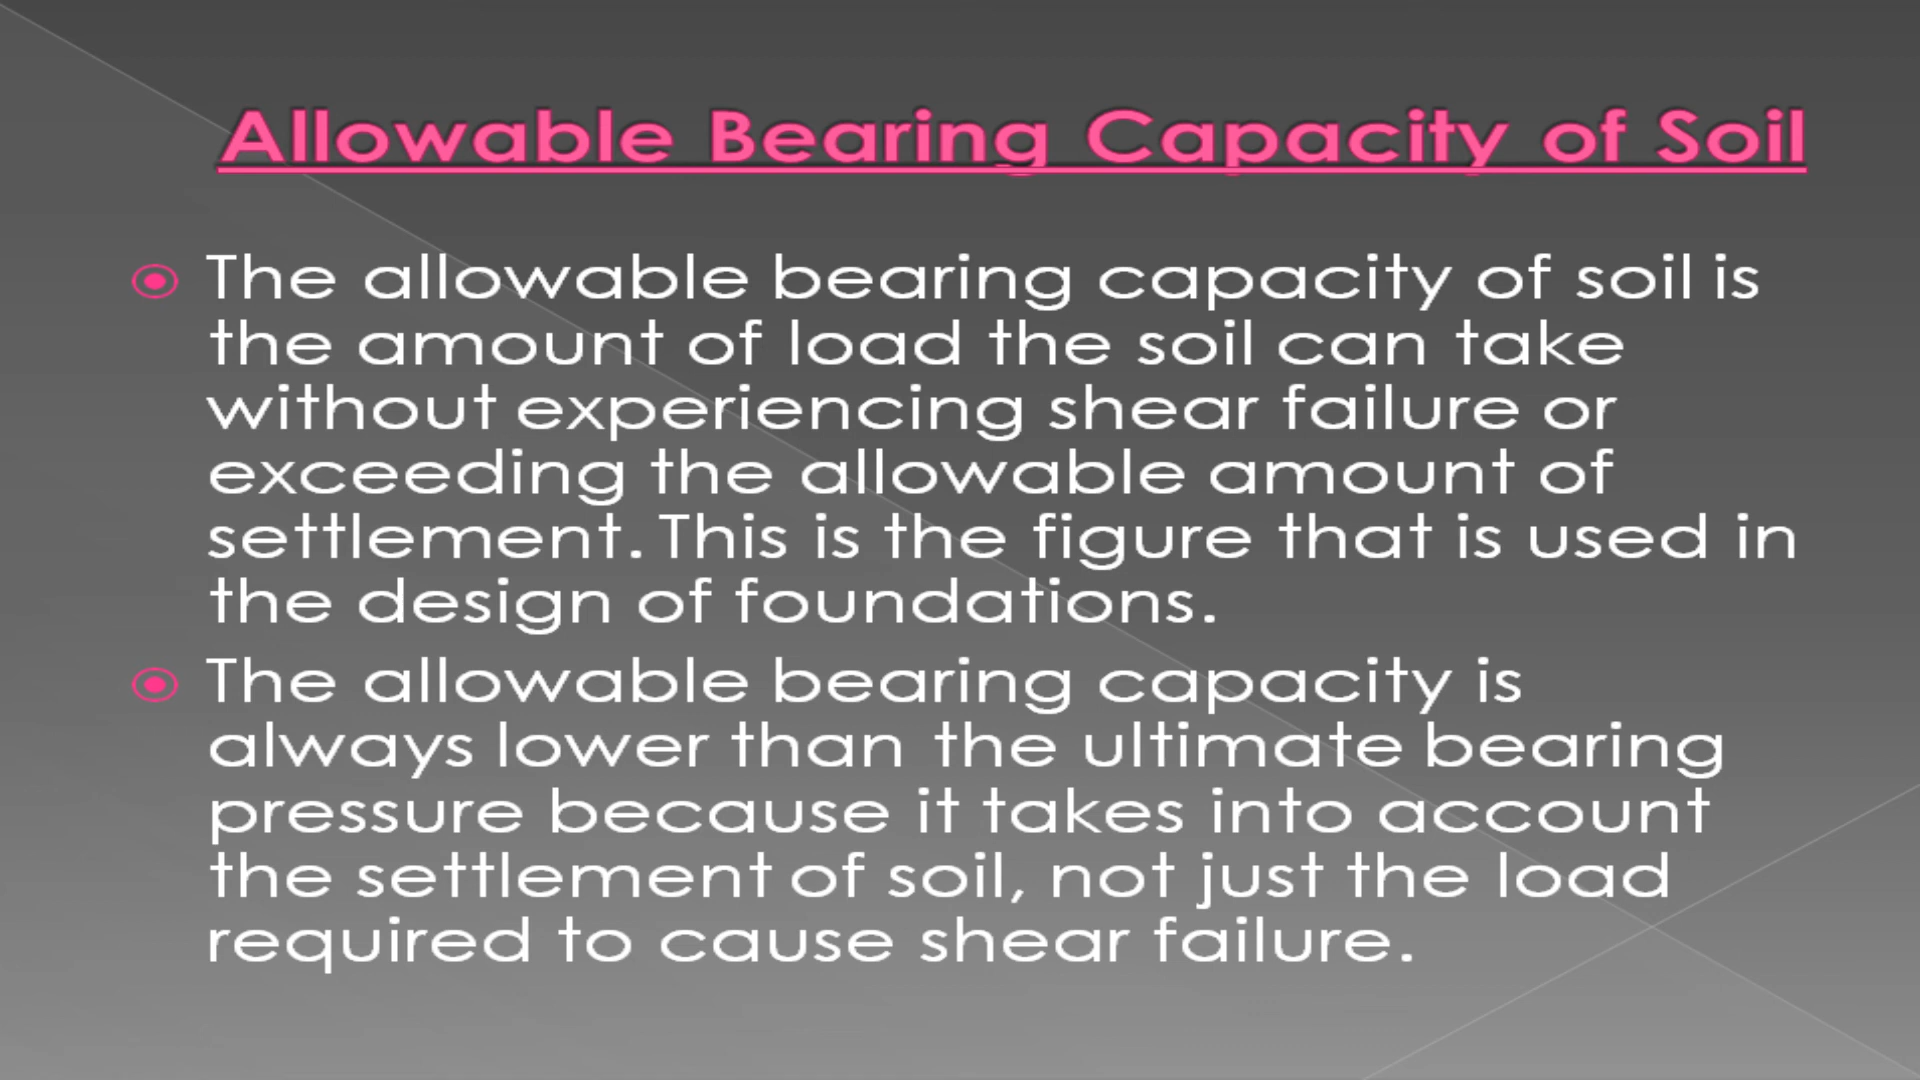 Allowable Bearing Capacity of Soil
The allowable bearing capacity of soil is
the amount of load the soil can take
without experiencing shear failure or
exceeding the allowable amount of
settlement. This is the figure that is used in
the design of foundations.
The allowable bearing capacity is
always lower than the ultimate bearing
pressure because it takes into account
the settlement of soil, not just the load
required to cause shear failure.